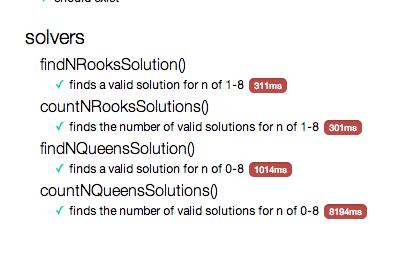 should exist
solvers
findNRooksSolution()
✓ finds a valid solution for n of 1-8 311ms
countNRooksSolutions()
✓ finds the number of valid solutions for n of 1-8 301ms
findNQueensSolution()
✓ finds a valid solution for n of 0-8 1014ms
countNQueensSolutions()
✓ finds the number of valid solutions for n of 0-8 8194ms